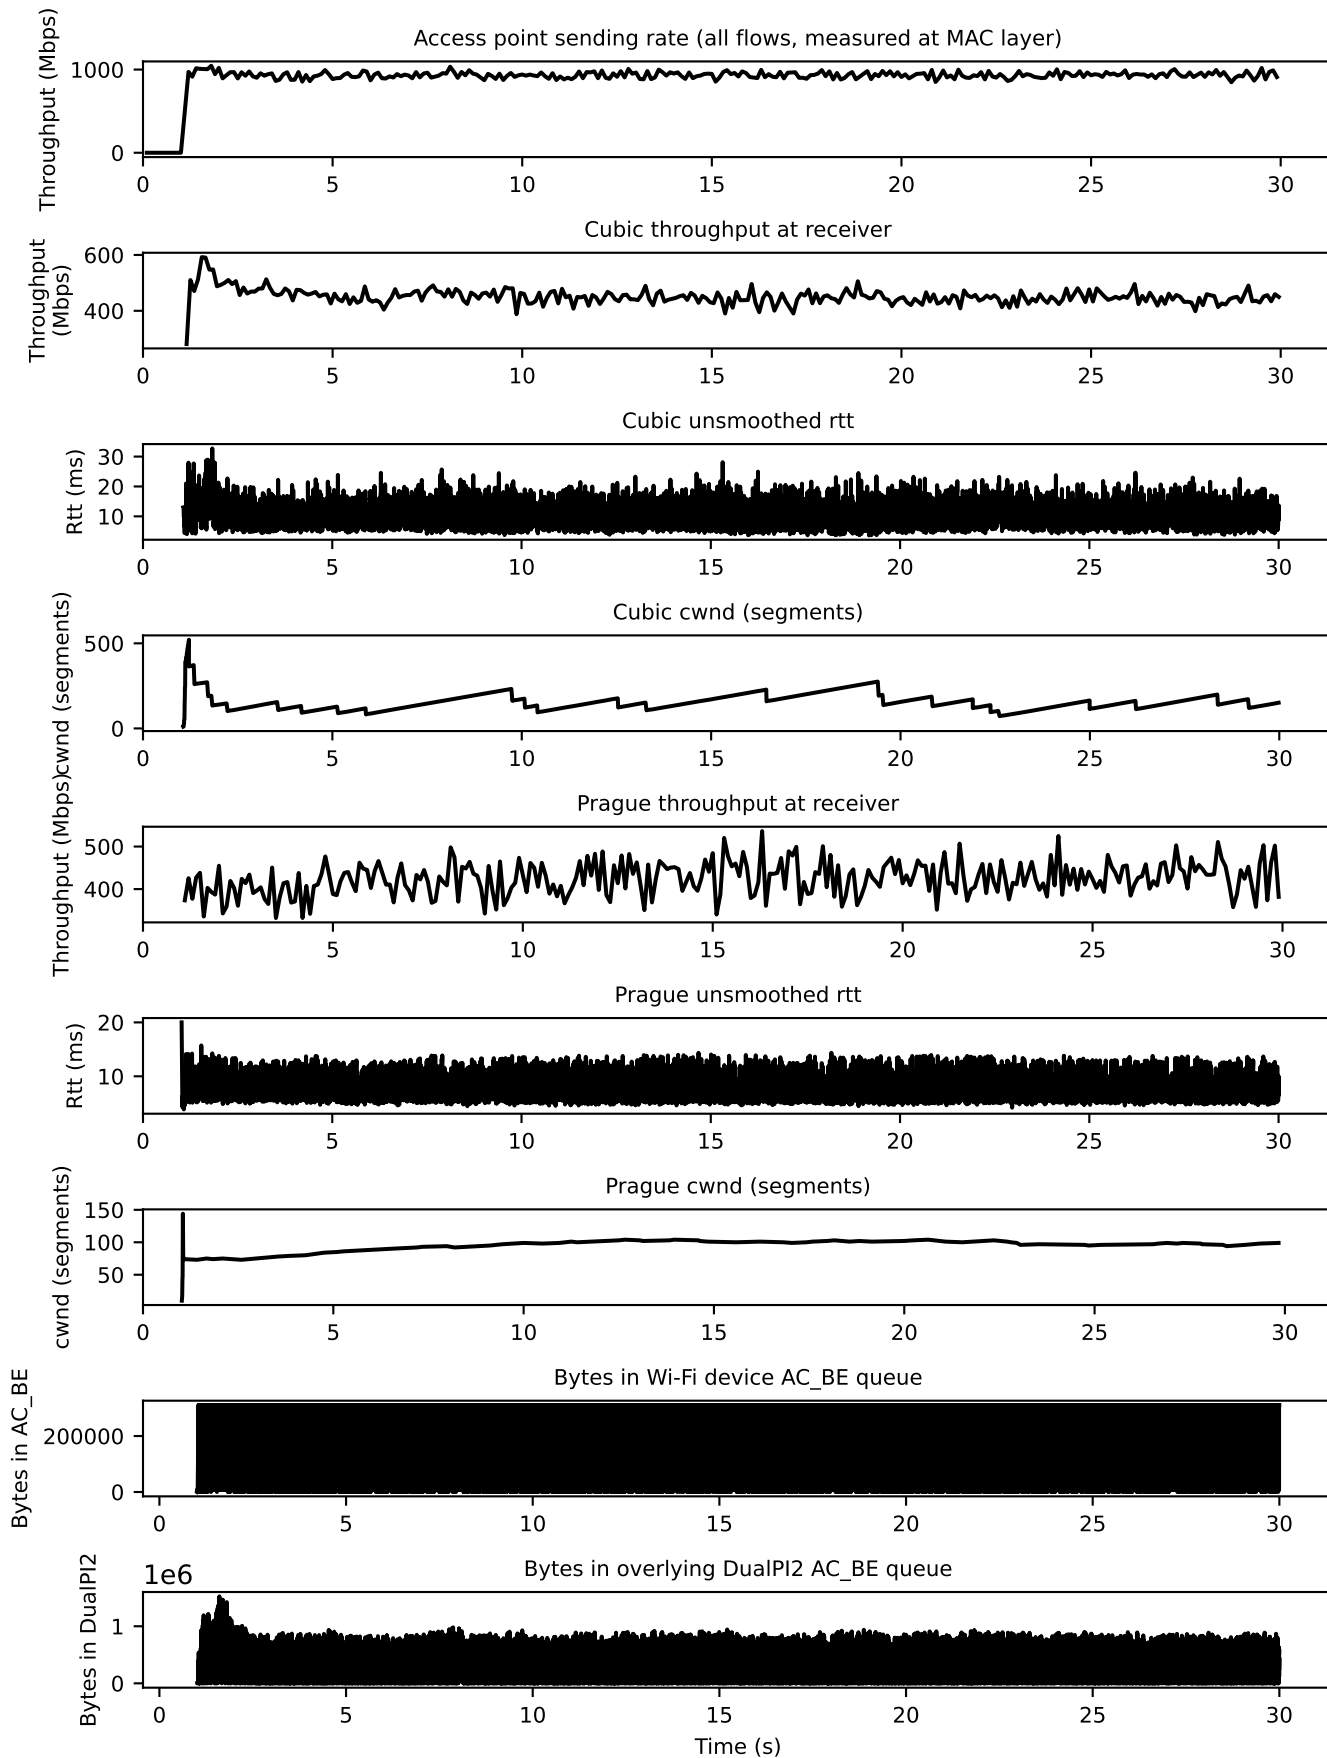 Access point sending rate (all flows, measured at MAC layer)
Throughput (Mbps)
1000
0
0 5 10 15 20 25 30
Cubic throughput at receiver
Throughput
(Mbps)
600
400
0 5 10 15 20 25 30
Cubic unsmoothed rtt
Rtt (ms)
30
20
10
0 5 10 15 20 25 30
Cubic cwnd (segments)
cwnd (segments)
500
0
0 5 10 15 20 25 30
Prague throughput at receiver
Throughput (Mbps)
500
400
0 5 10 15 20 25 30
Prague unsmoothed rtt
Rtt (ms)
20
10
0 5 10 15 20 25 30
Prague cwnd (segments)
cwnd (segments)
150
100
50
0 5 10 15 20 25 30
Bytes in Wi-Fi device AC_BE queue
Bytes in AC_BE
200000
0
0 5 10 15 20 25 30
Bytes in overlying DualPI2 AC_BE queue
Bytes in DualPI2
1e6
1
0
0 5 10 15 20 25 30
Time (s)